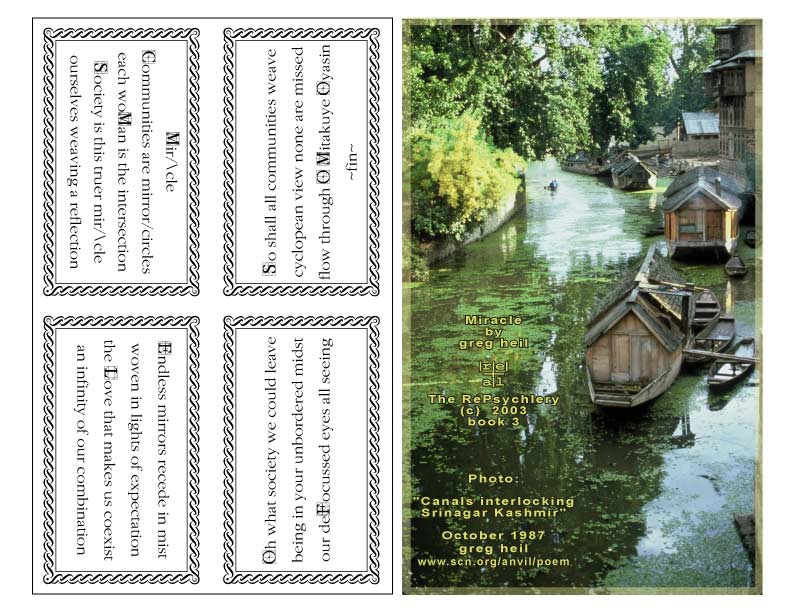 Mir/\cle
Communities are mirror/circles
each woMan is the intersection
Society is this truer mir/\cle
ourselves weaving a reflection
Endless mirrors recede in mist
woven in lights of expectation
the Love that makes us coexist
an infinity of our combination
Oh what society we could leave
being in your unbordered midst
our deFocussed eyes all seeing
So shall all communities weave
cyclopean view none are missed
flow through O Mitakuye Oyasin
~fin~
Miracle
by
greg heil
The RePsychlery
(c) 2003
book 3
Photo:
"Canals interlocking
Srinagar Kashmir"
October 1987
greg heil
www.scn.org/anvil/poem